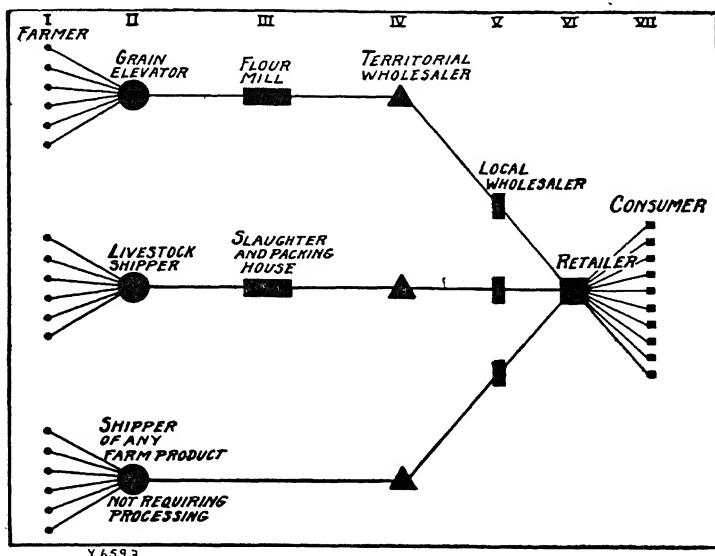 I II III IV V VI VII
FARMER
GRAIN
ELEVATOR
FLOUR
MILL
TERRITORIAL
WHOLESALER
LOCAL
WHOLESALER
CONSUMER
LIVESTOCK
SHIPPER
SLAUGHTER
AND PACKING
HOUSE
RETAILER
SHIPPER
OF ANY
FARM PRODUCT
NOT REQUIRING
PROCESSING
Y6593